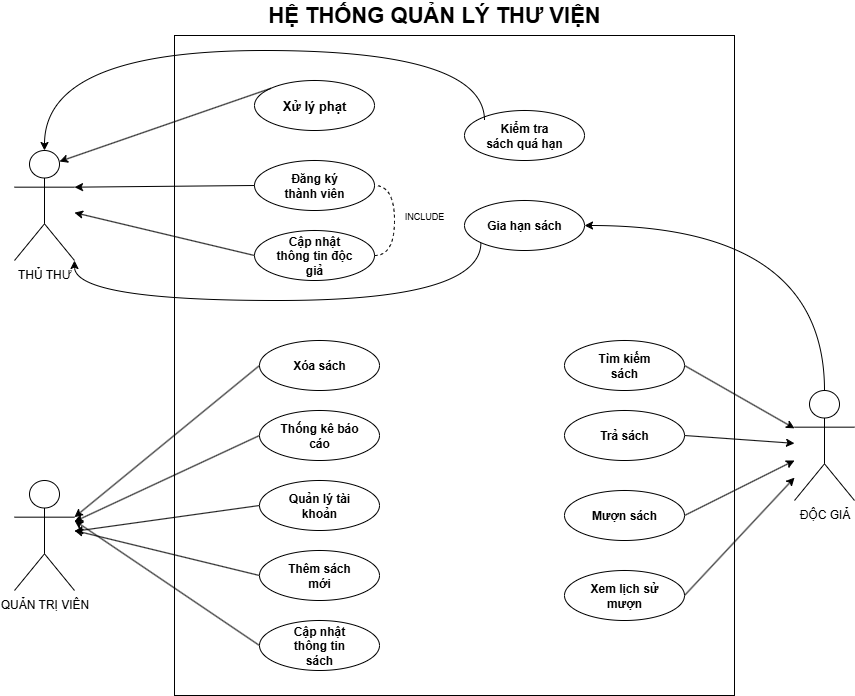 HỆ THỐNG QUẢN LÝ THƯ VIỆN
Xử lý phạt
Kiểm tra
sách quá hạn
Đăng ký
thành viên
INCLUDE
Gia hạn sách
Cập nhật
thông tin độc
giả
THỦ THƯ
Xóa sách
Tìm kiếm
sách
Thống kê báo
cáo
Trả sách
Quản lý tài
khoản
Mượn sách
ĐỘC GIẢ
Thêm sách
mới
Xem lịch sử
mượn
QUẢN TRỊ VIÊN
Cập nhật
thông tin
sách